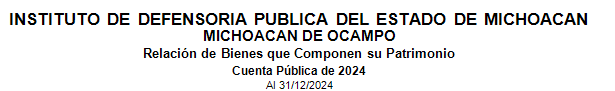 INSTITUTO DE DEFENSORIA PUBLICA DEL ESTADO DE MICHOACAN
MICHOACAN DE OCAMPO
Relación de Bienes que Componen su Patrimonio
Cuenta Pública de 2024
Al 31/12/2024